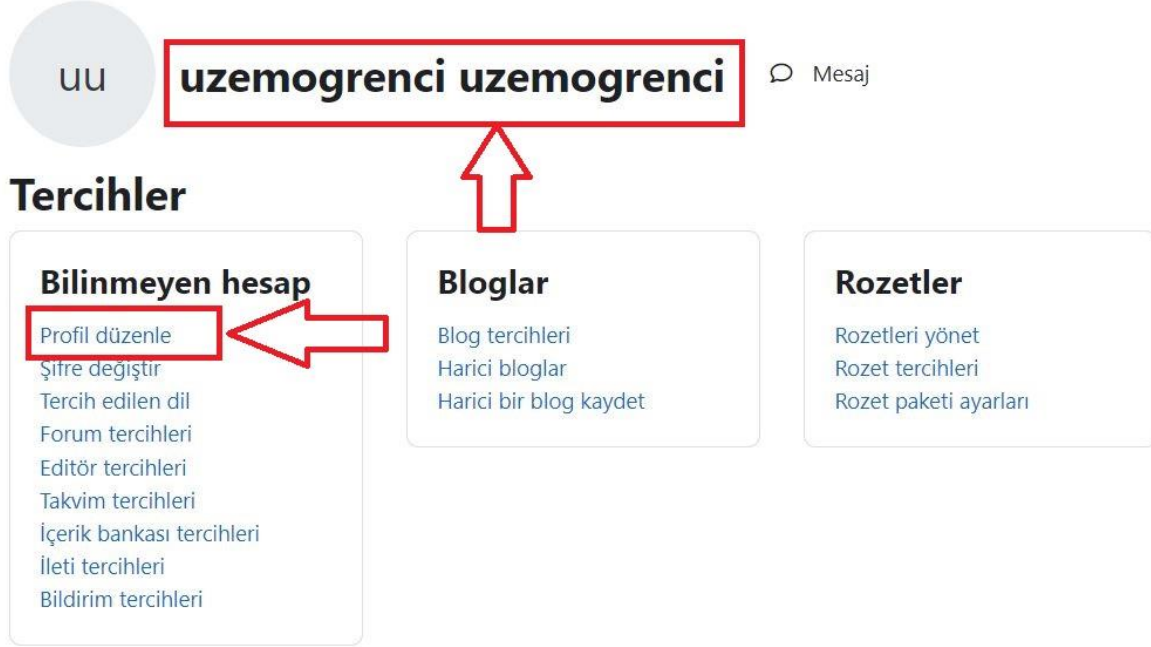 uu
uzemogrenci uzemogrenci
Mesaj
Tercihler
Bilinmeyen hesap
Profil düzenle
Şifre değiştir
Tercih edilen dil
Forum tercihleri
Editör tercihleri
Takvim tercihleri
İçerik bankası tercihleri
İleti tercihleri
Bildirim tercihleri
Bloglar
Blog tercihleri
Harici bloglar
Harici bir blog kaydet
Rozetler
Rozetleri yönet
Rozet tercihleri
Rozet paketi ayarları